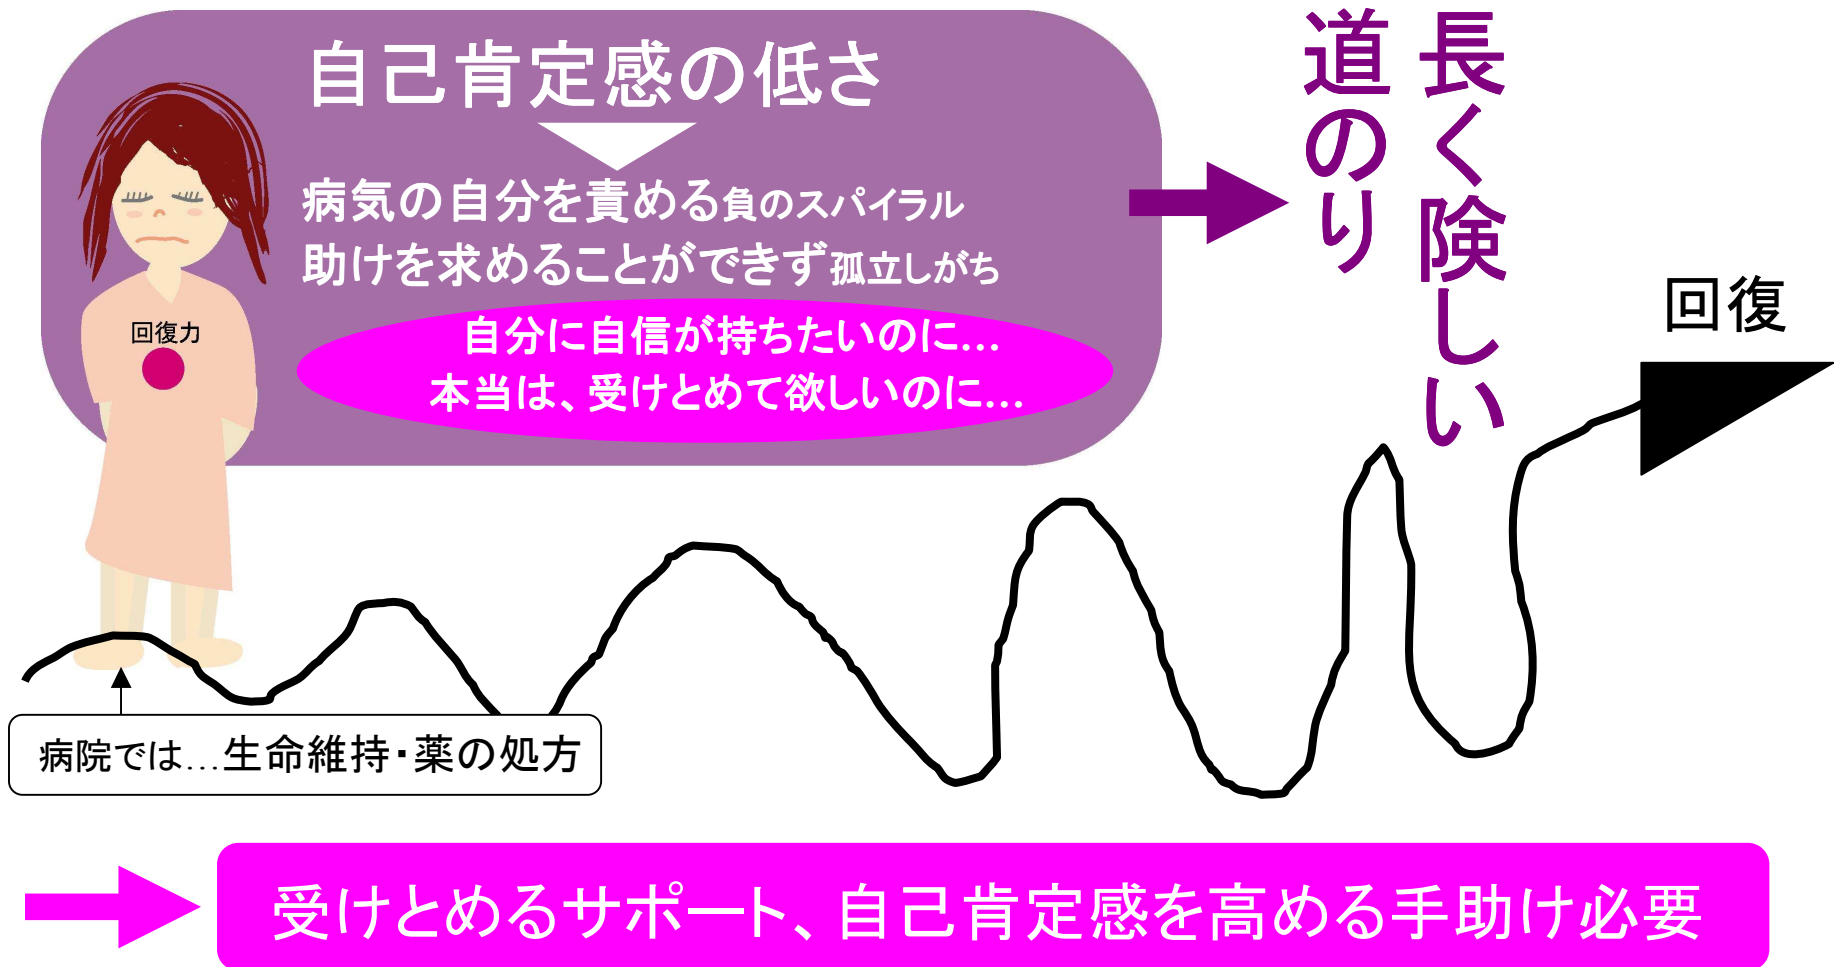 自己肯定感の低さ
病気の自分を責める負のスパイラル
助けを求めることができず孤立しがち
自分に自信が持ちたいのに…
本当は、受けとめて欲しいのに…
回復力
長く険しい
道のり
回復
病院では…生命維持・薬の処方
受けとめるサポート、自己肯定感を高める手助け必要